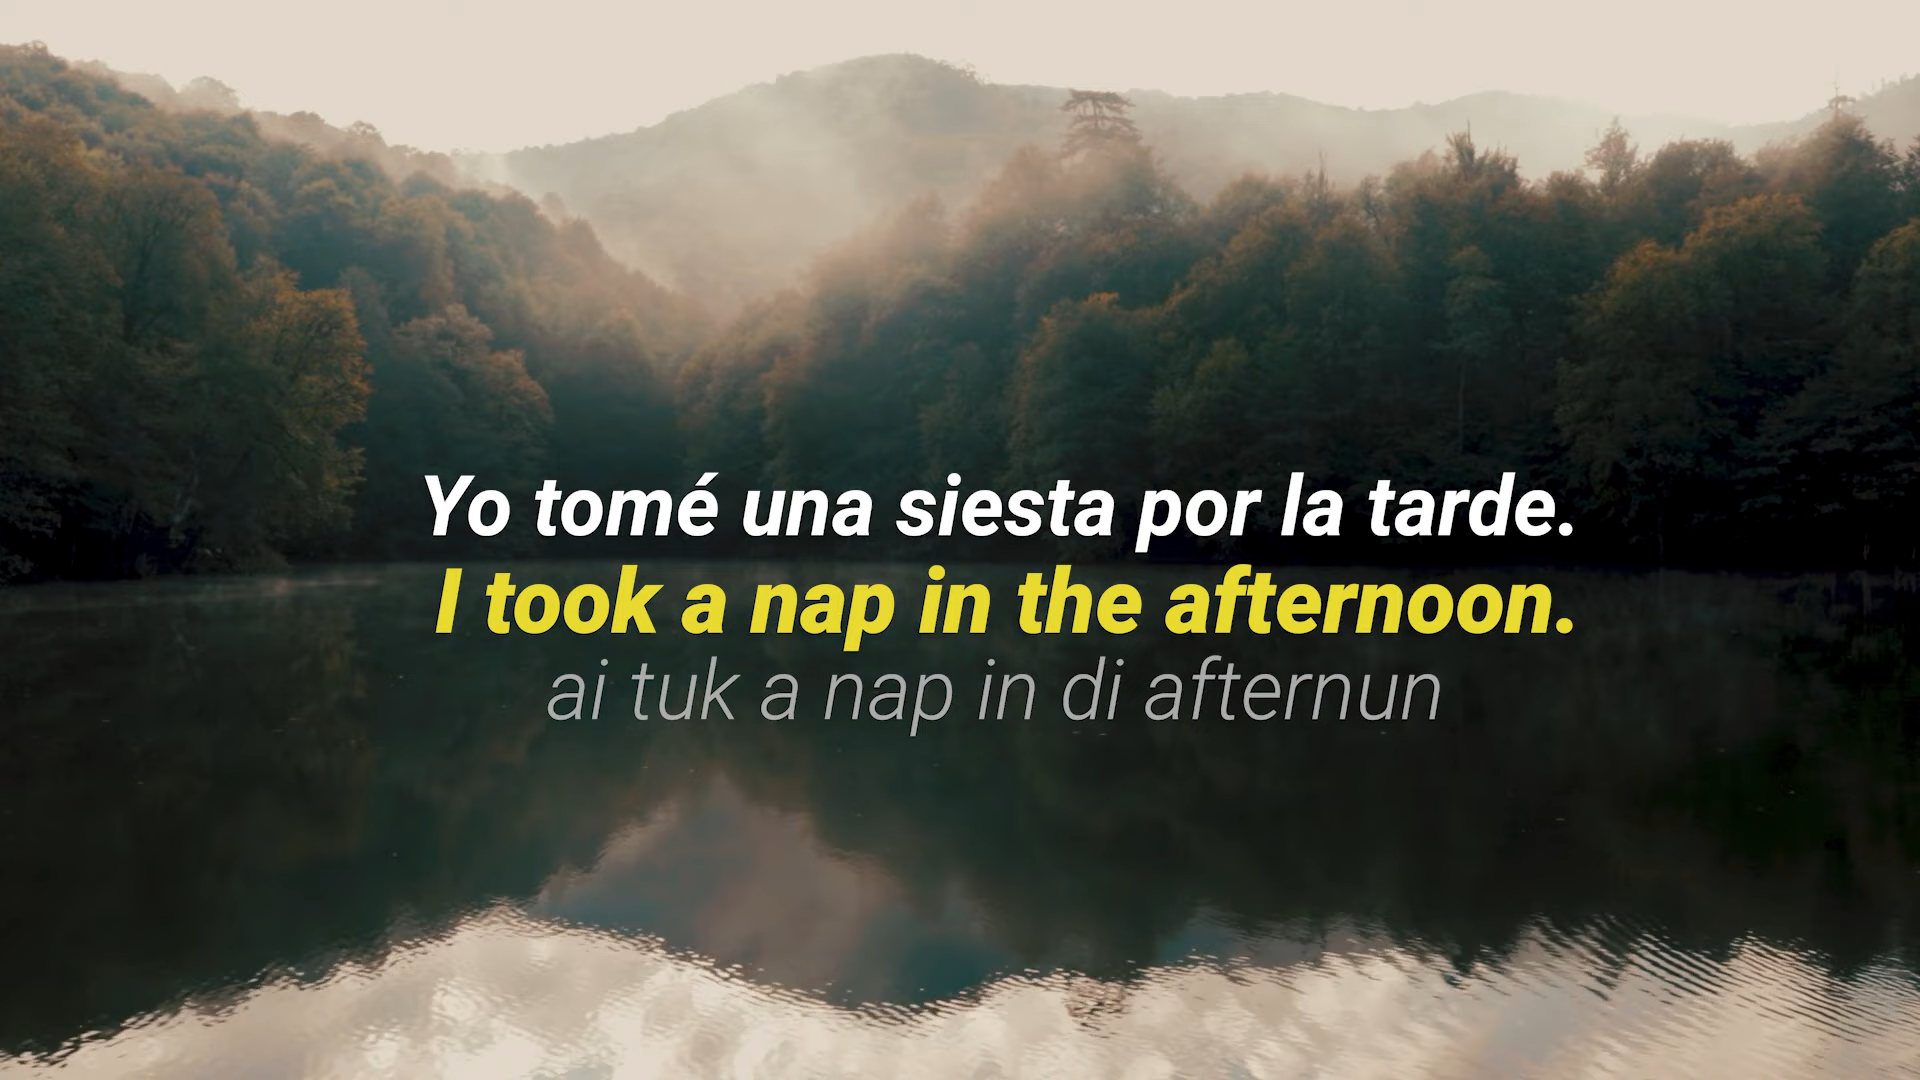 Yo tomé una siesta por la tarde.
I took a nap in the afternoon.
ai tuk a nap in di afternun